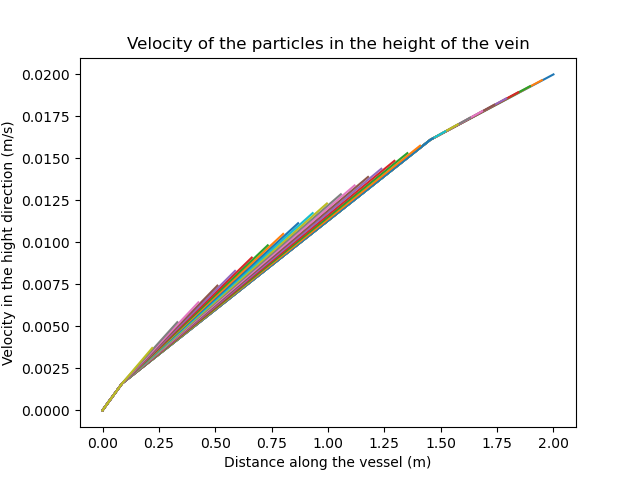 Velocity of the particles in the height of the vein
0.0200
0.0175
0.0150
0.0125
0.0100
0.0075
0.0050
0.0025
0.0000
Velocity in the hight direction (m/s)
0.00 0.25 0.50 0.75 1.00 1.25 1.50 1.75 2.00
Distance along the vessel (m)